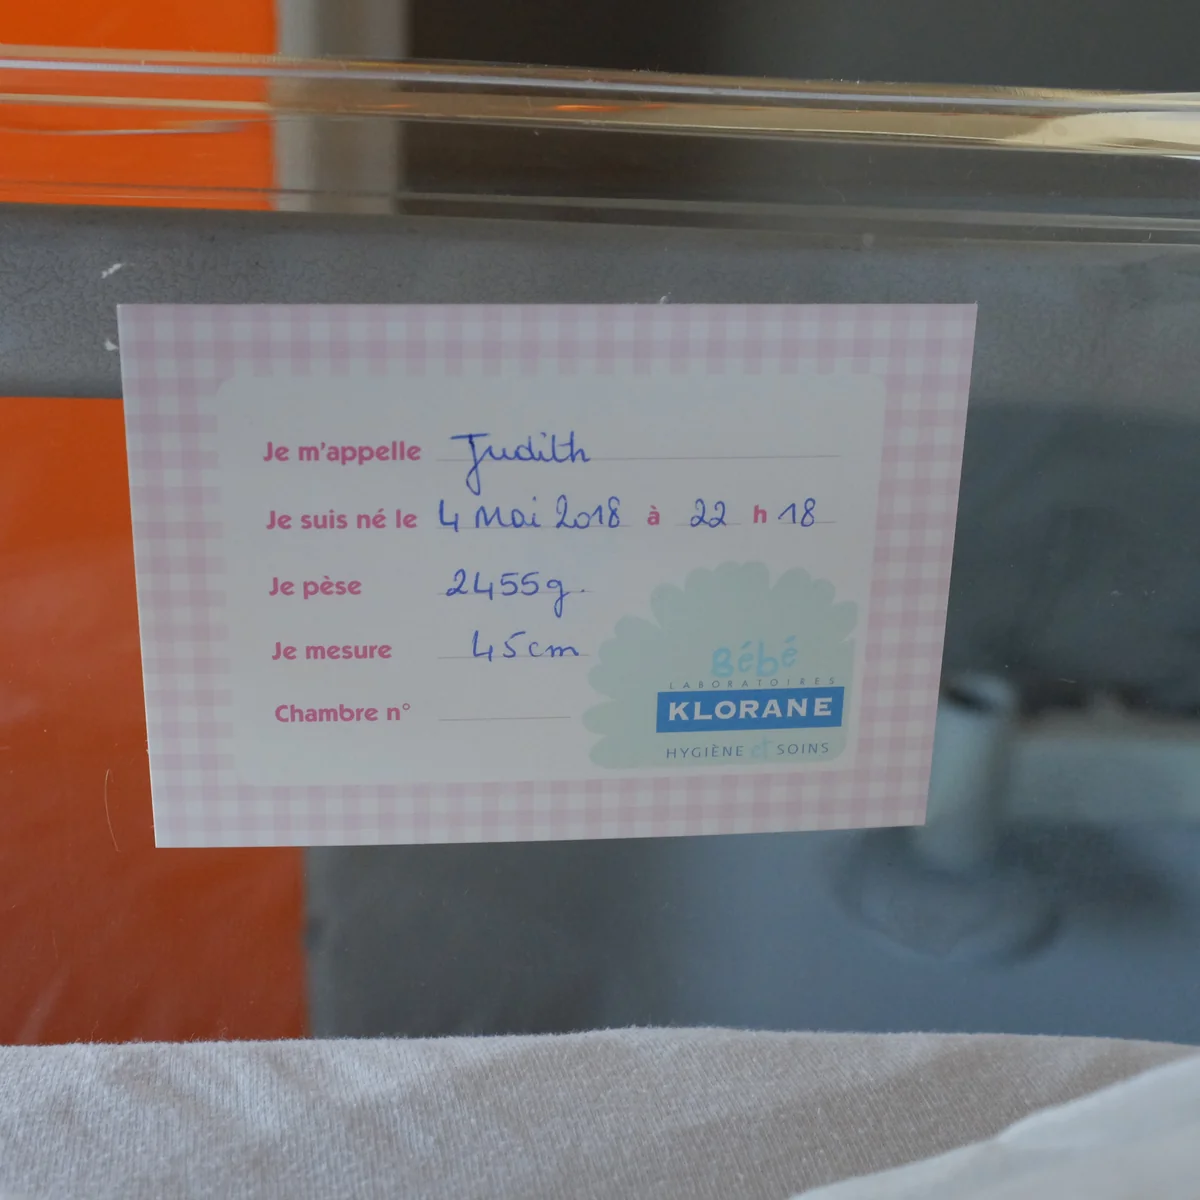 Je m'appelle Judith
Je suis né le 4 Mai 2018 à 22 h 18
Je pèse 2455g.
Je mesure 45cm
Chambre n°
Bébé
LABORATOIRES
KLORANE
HYGIÈNE et SOINS